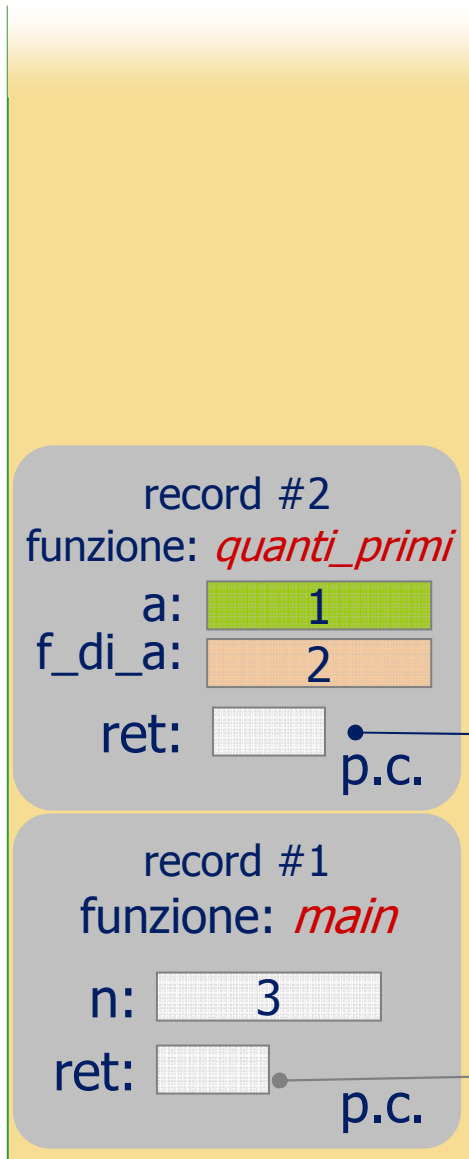 record #2
funzione: quanti_primi
a: 1
f_di_a: 2
ret:
p.c.
record #1
funzione: main
n: 3
ret:
p.c.